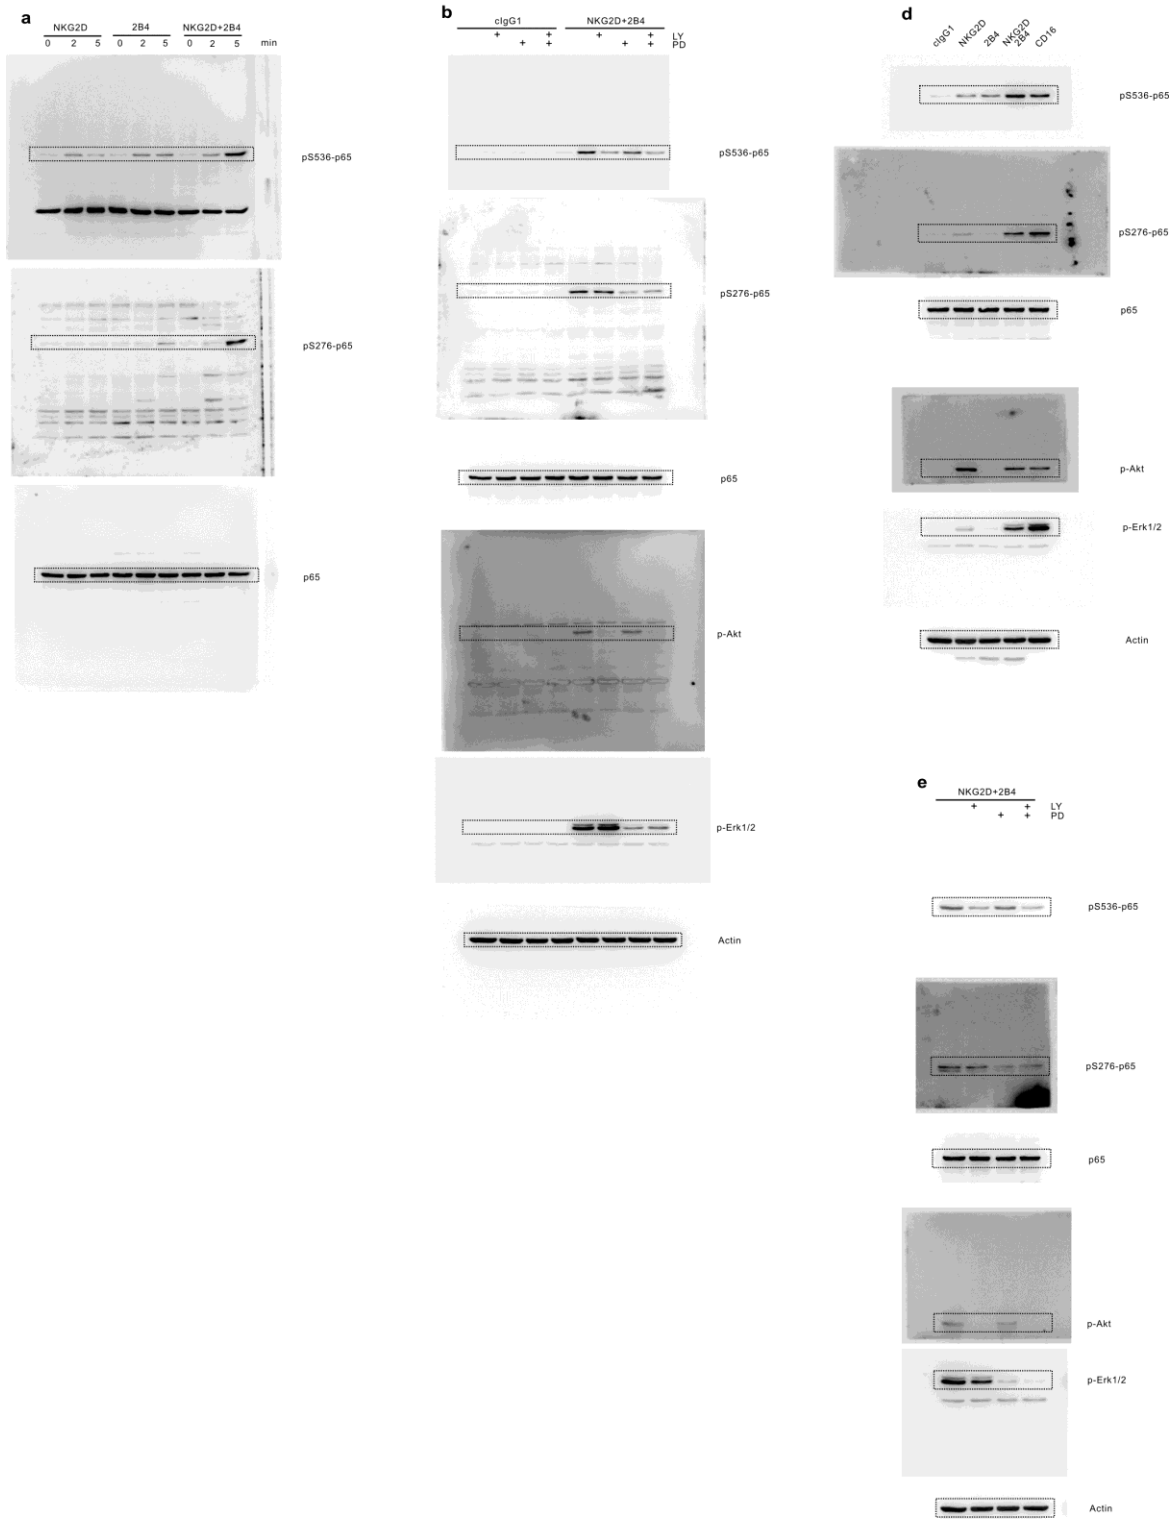 a
NKG2D 2B4 NKG2D+2B4
0 2 5 0 2 5 0 2 5 min
pS536-p65
pS276-p65
p65
b
cIgG1 NKG2D+2B4
+ + + + LY
+ + + + PD
pS536-p65
pS276-p65
p65
p-Akt
p-Erk1/2
Actin
d
cIgG1 NKG2D 2B4 NKG2D 2B4 CD16
pS536-p65
pS276-p65
p65
p-Akt
p-Erk1/2
Actin
e
NKG2D+2B4
+ + LY
+ + PD
pS536-p65
pS276-p65
p65
p-Akt
p-Erk1/2
Actin